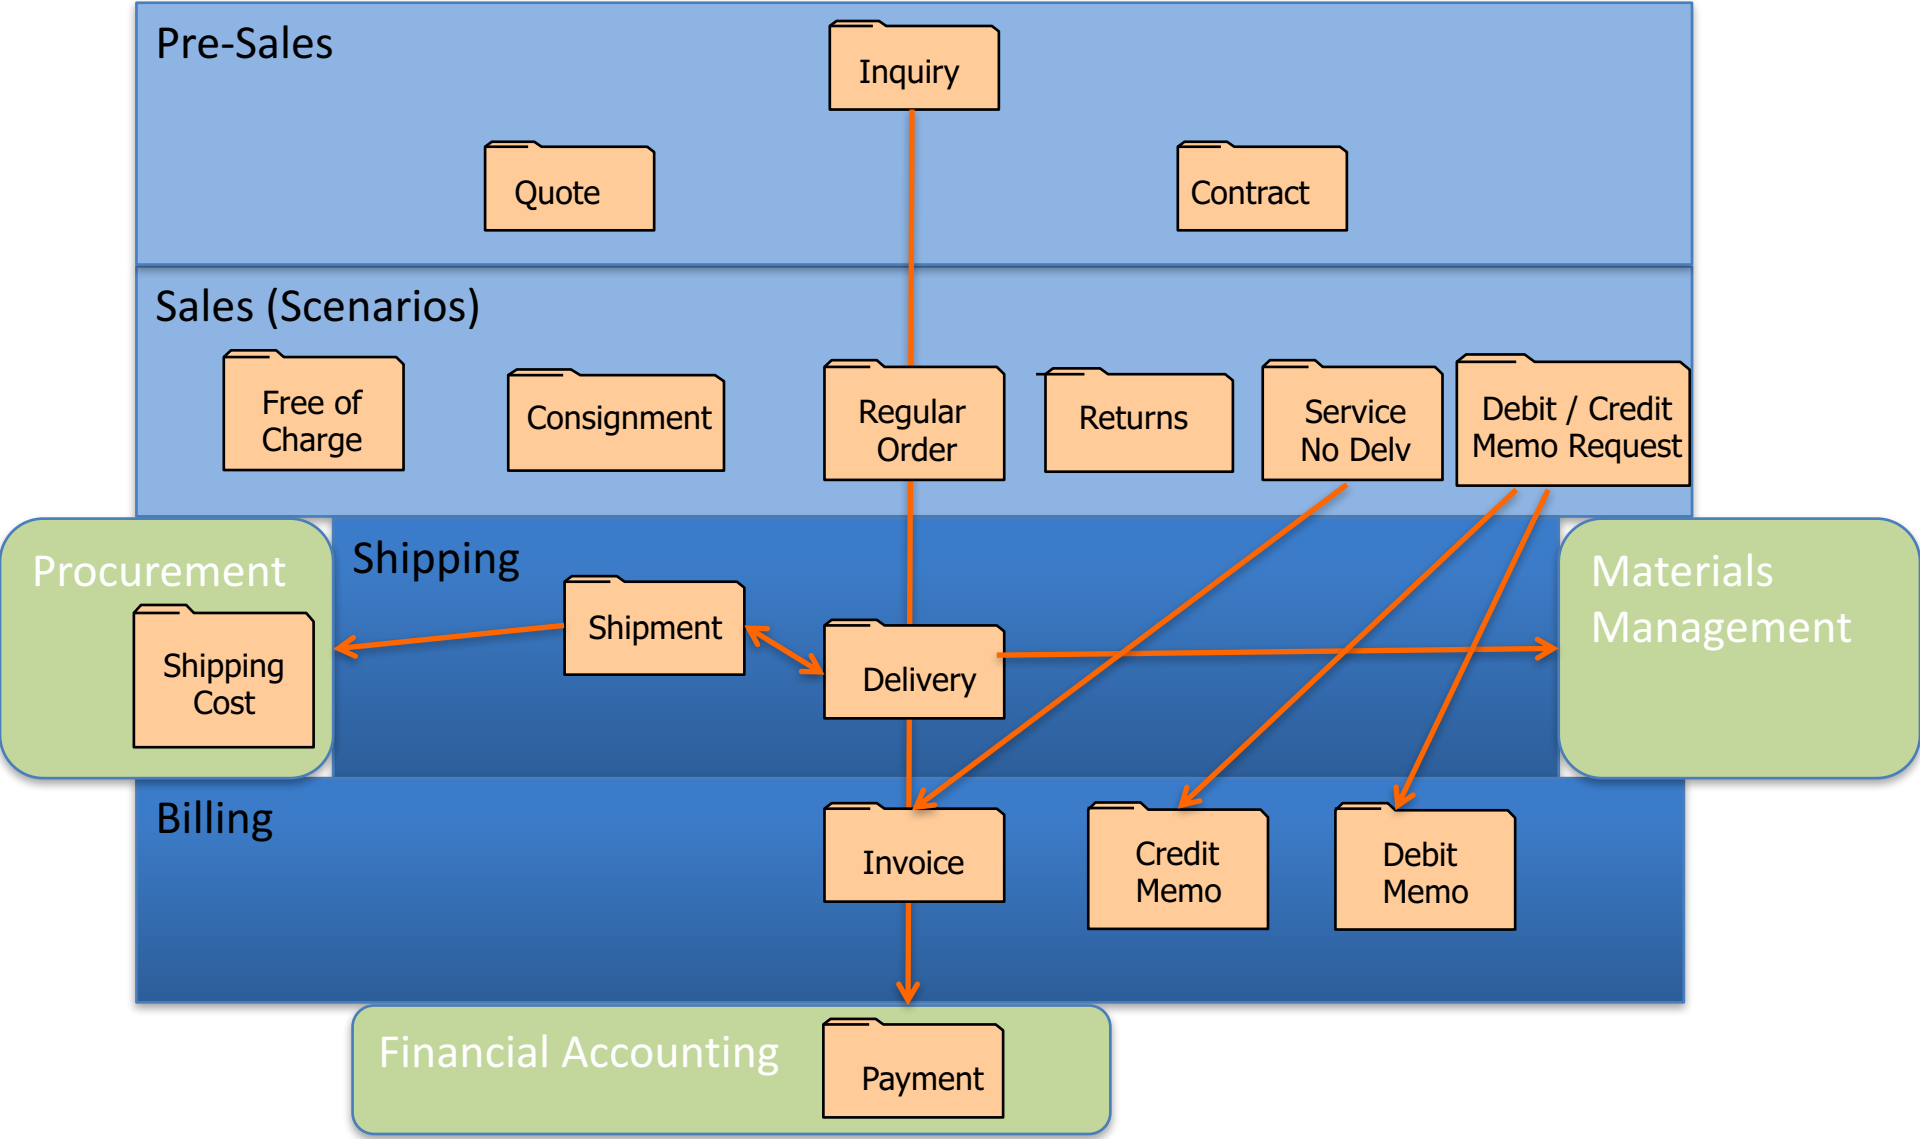 Pre-Sales
Inquiry
Quote
Contract
Sales (Scenarios)
Free of
Charge
Consignment
Regular
Order
Returns
Service
No Delv
Debit / Credit
Memo Request
Procurement
Shipping
Cost
Shipping
Shipment
Delivery
Materials
Management
Billing
Invoice
Credit
Memo
Debit
Memo
Financial Accounting
Payment